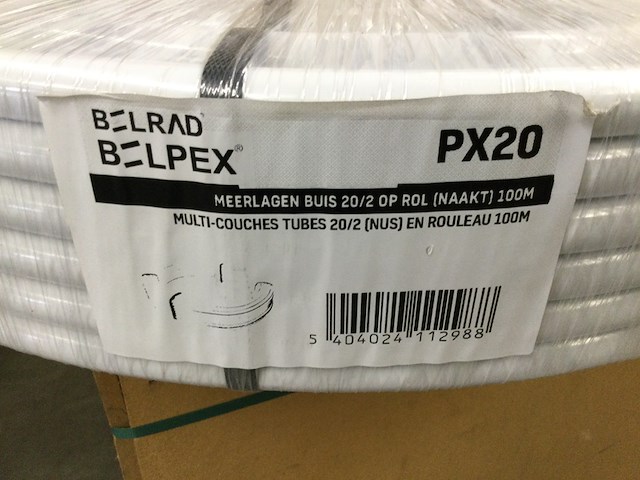 BELRAD
BELPEX®
PX20
MEERLAGEN BUIS 20/2 OP ROL (NAAKT) 100M
MULTI-COUCHES TUBES 20/2 (NUS) EN ROULEAU 100M
5 404024 112988